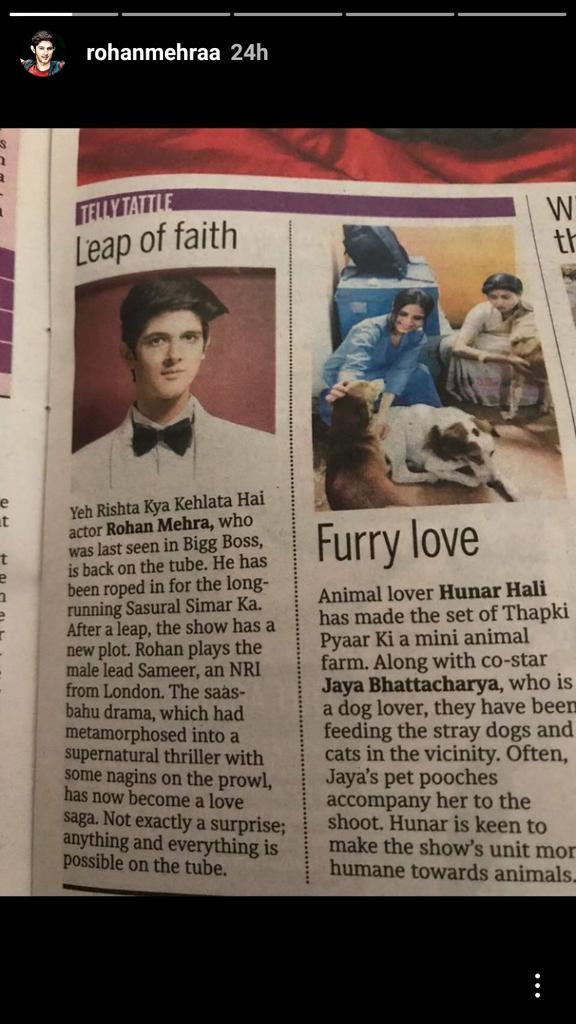 rohanmehraa 24h
TELLY TATTLE
Leap of faith
Yeh Rishta Kya Kehlata Hai
actor Rohan Mehra, who
was last seen in Bigg Boss,
is back on the tube. He has
been roped in for the long-
running Sasural Simar Ka.
After a leap, the show has a
new plot. Rohan plays the
male lead Sameer, an NRI
from London. The saas-
bahu drama, which had
metamorphosed into a
supernatural thriller with
some nagins on the prowl,
has now become a love
saga. Not exactly a surprise;
anything and everything is
possible on the tube.
Furry love
Animal lover Hunar Hali
has made the set of Thapki
Pyaar Ki a mini animal
farm. Along with co-star
Jaya Bhattacharya, who is
a dog lover, they have been
feeding the stray dogs and
cats in the vicinity. Often,
Jaya's pet pooches
accompany her to the
shoot. Hunar is keen to
make the show's unit mor
humane towards animals.